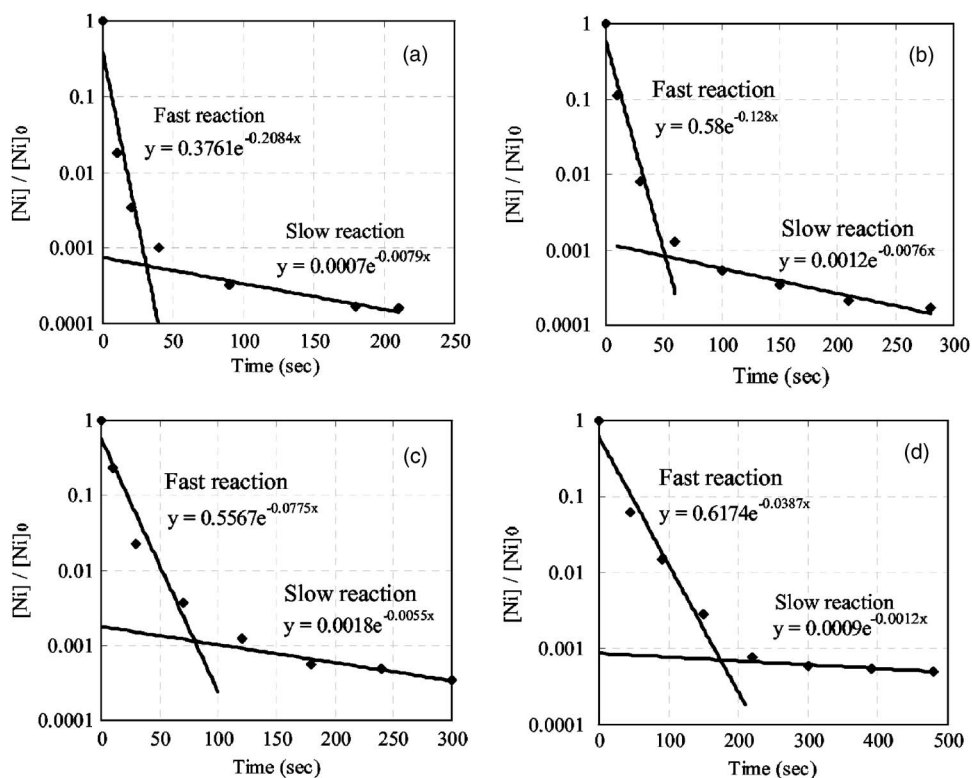 (a)
[Ni] / [Ni]0
1
0.1
0.01
0.001
0.0001
Fast reaction
y = 0.3761e^-0.2084x
Slow reaction
y = 0.0007e^-0.0079x
0 50 100 150 200 250
Time (sec)
(b)
[Ni] / [Ni]0
1
0.1
0.01
0.001
0.0001
Fast reaction
y = 0.58e^-0.128x
Slow reaction
y = 0.0012e^-0.0076x
0 50 100 150 200 250 300
Time (sec)
(c)
[Ni] / [Ni]0
1
0.1
0.01
0.001
0.0001
Fast reaction
y = 0.5567e^-0.0775x
Slow reaction
y = 0.0018e^-0.0055x
0 50 100 150 200 250 300
Time (sec)
(d)
[Ni] / [Ni]0
1
0.1
0.01
0.001
0.0001
Fast reaction
y = 0.6174e^-0.0387x
Slow reaction
y = 0.0009e^-0.0012x
0 100 200 300 400 500
Time (sec)